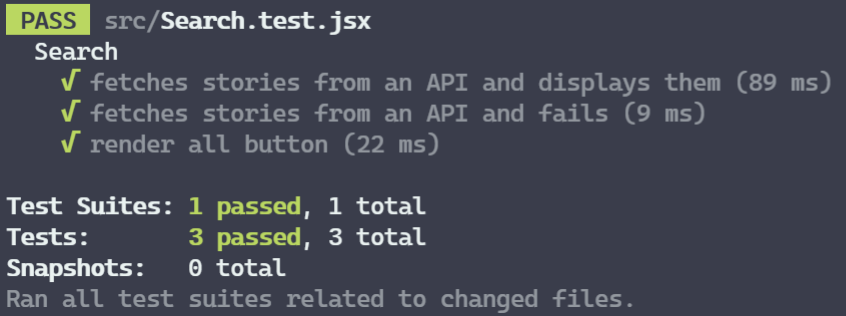 PASS src/Search.test.jsx
Search
√ fetches stories from an API and displays them (89 ms)
√ fetches stories from an API and fails (9 ms)
√ render all button (22 ms)
Test Suites: 1 passed, 1 total
Tests: 3 passed, 3 total
Snapshots: 0 total
Ran all test suites related to changed files.